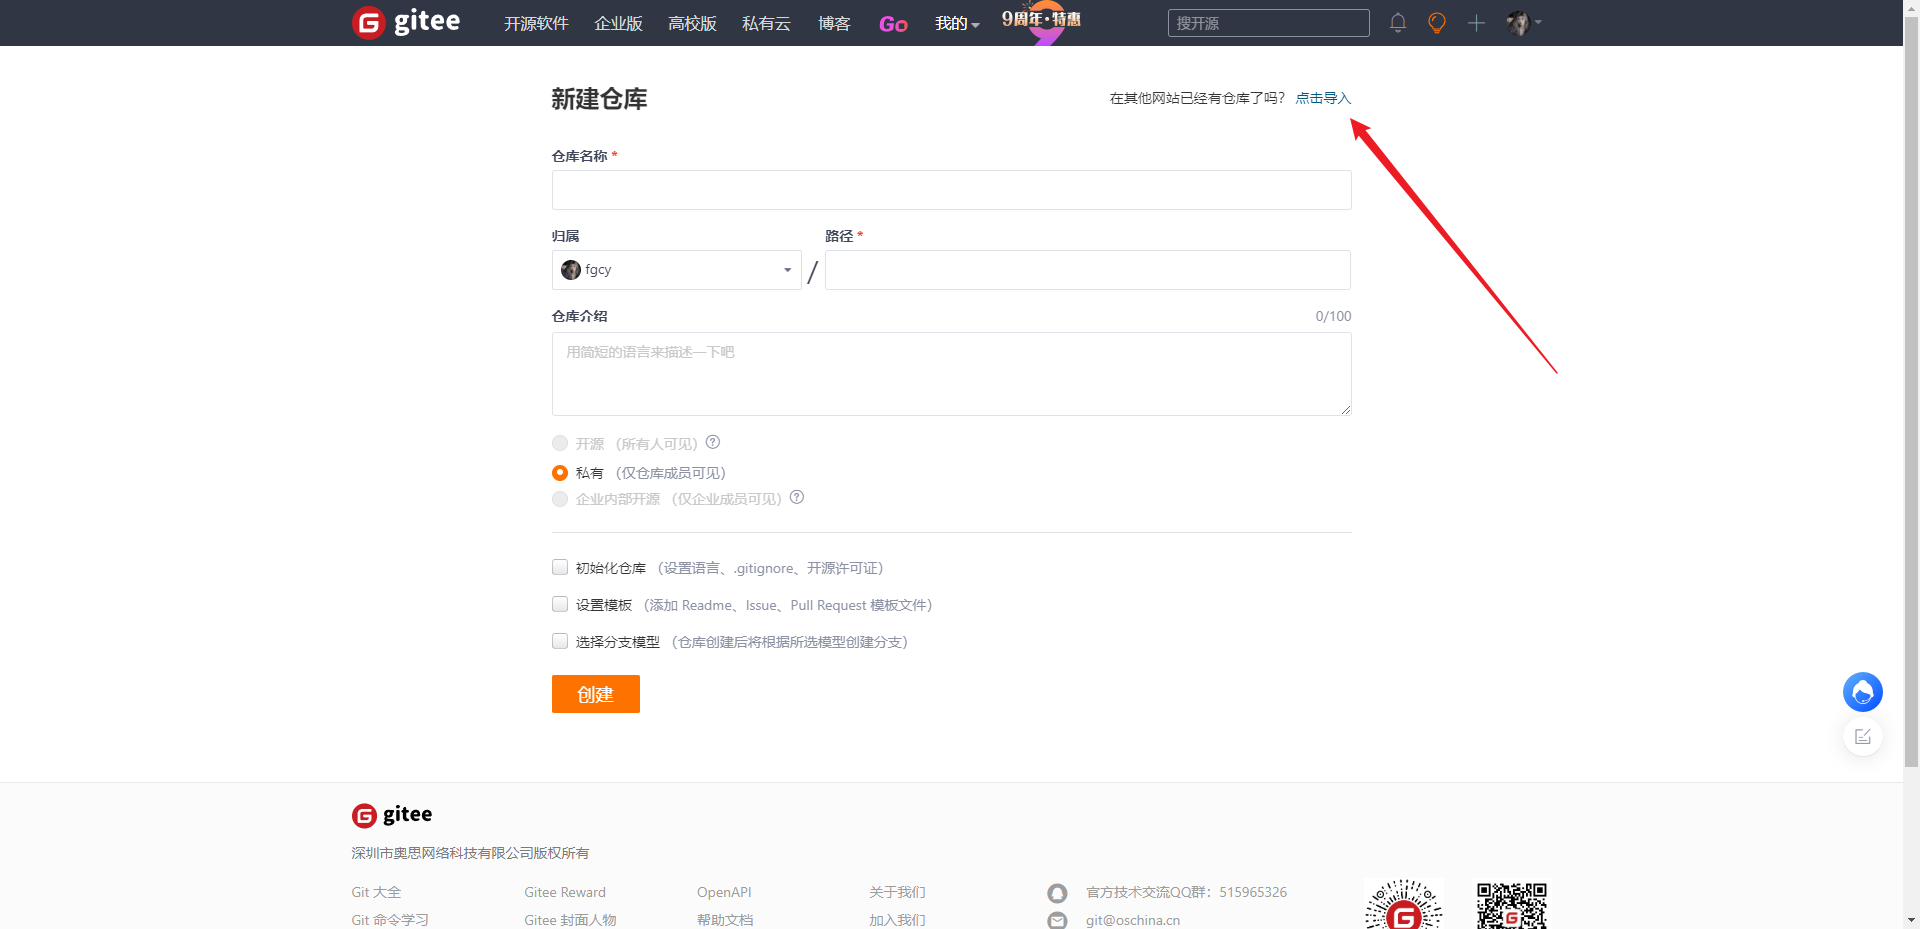 gitee 开源软件 企业版 高校版 私有云 博客 Go 我的 9周年·特惠 搜开源
新建仓库
在其他网站已经有仓库了吗？ 点击导入
仓库名称 *
归属 路径 *
fgcy /
仓库介绍 0/100
用简短的语言来描述一下吧
开源 （所有人可见）
私有 （仅仓库成员可见）
企业内部开源 （仅企业成员可见）
初始化仓库 （设置语言、.gitignore、开源许可证）
设置模板 （添加 Readme、Issue、Pull Request 模板文件）
选择分支模型 （仓库创建后将根据所选模型创建分支）
创建
gitee
深圳市奥思网络科技有限公司版权所有
Git 大全 Gitee Reward OpenAPI 关于我们 官方技术交流QQ群：515965326
Git 命令学习 Gitee 封面人物 帮助文档 加入我们 git@oschina.cn